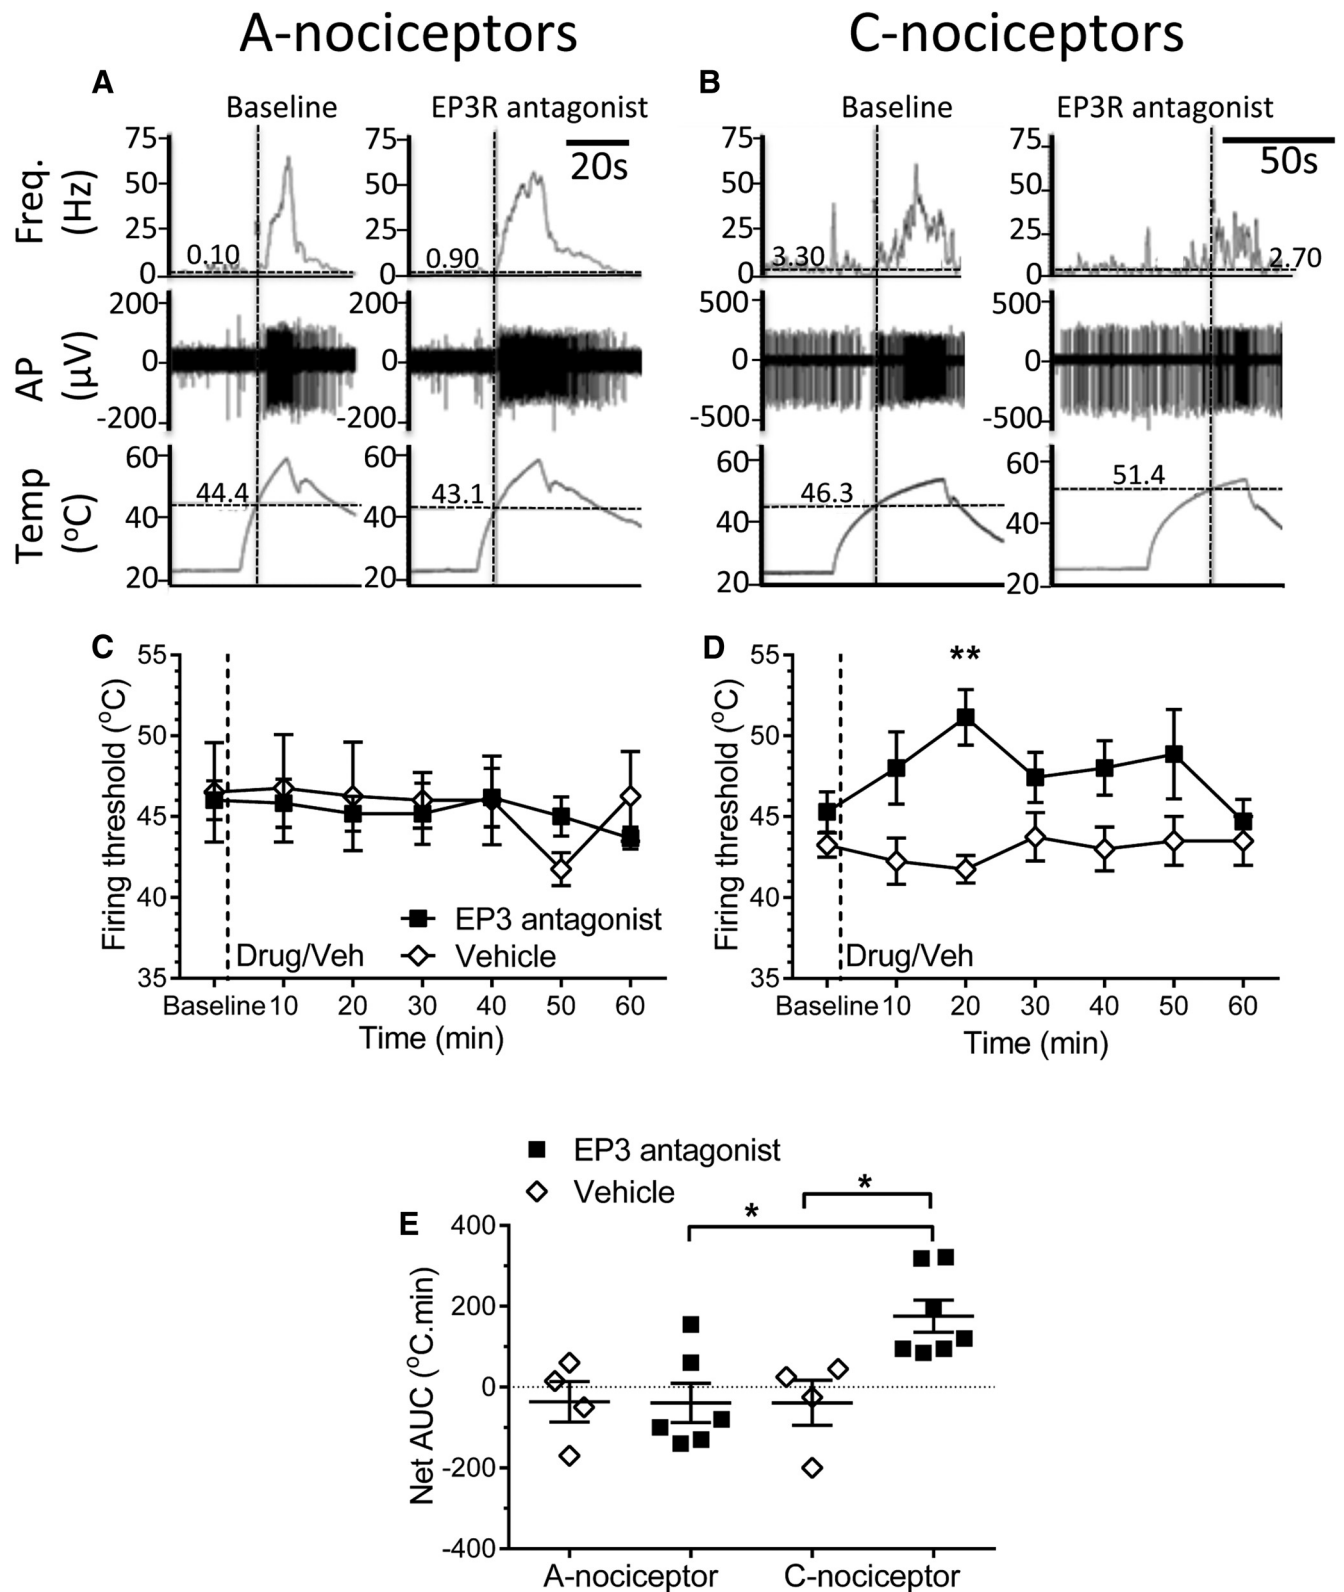 A-nociceptors
C-nociceptors
A
Baseline
EP3R antagonist
20s
Freq.
(Hz)
75
50
25
0
0.10
75
50
25
0
0.90
AP
(µV)
200
0
-200
200
0
-200
Temp
(ºC)
60
40
20
44.4
60
40
20
43.1
B
Baseline
EP3R antagonist
50s
75
50
25
0
3.30
75
50
25
0
2.70
500
0
-500
500
0
-500
60
40
20
46.3
60
40
20
51.4
C
Firing threshold (ºC)
55
50
45
40
35
EP3 antagonist
Vehicle
Drug/Veh
Baseline 10 20 30 40 50 60
Time (min)
D
Firing threshold (ºC)
55
50
45
40
35
**
Drug/Veh
Baseline 10 20 30 40 50 60
Time (min)
EP3 antagonist
Vehicle
E
*
*
Net AUC (ºC.min)
400
200
0
-200
-400
A-nociceptor C-nociceptor